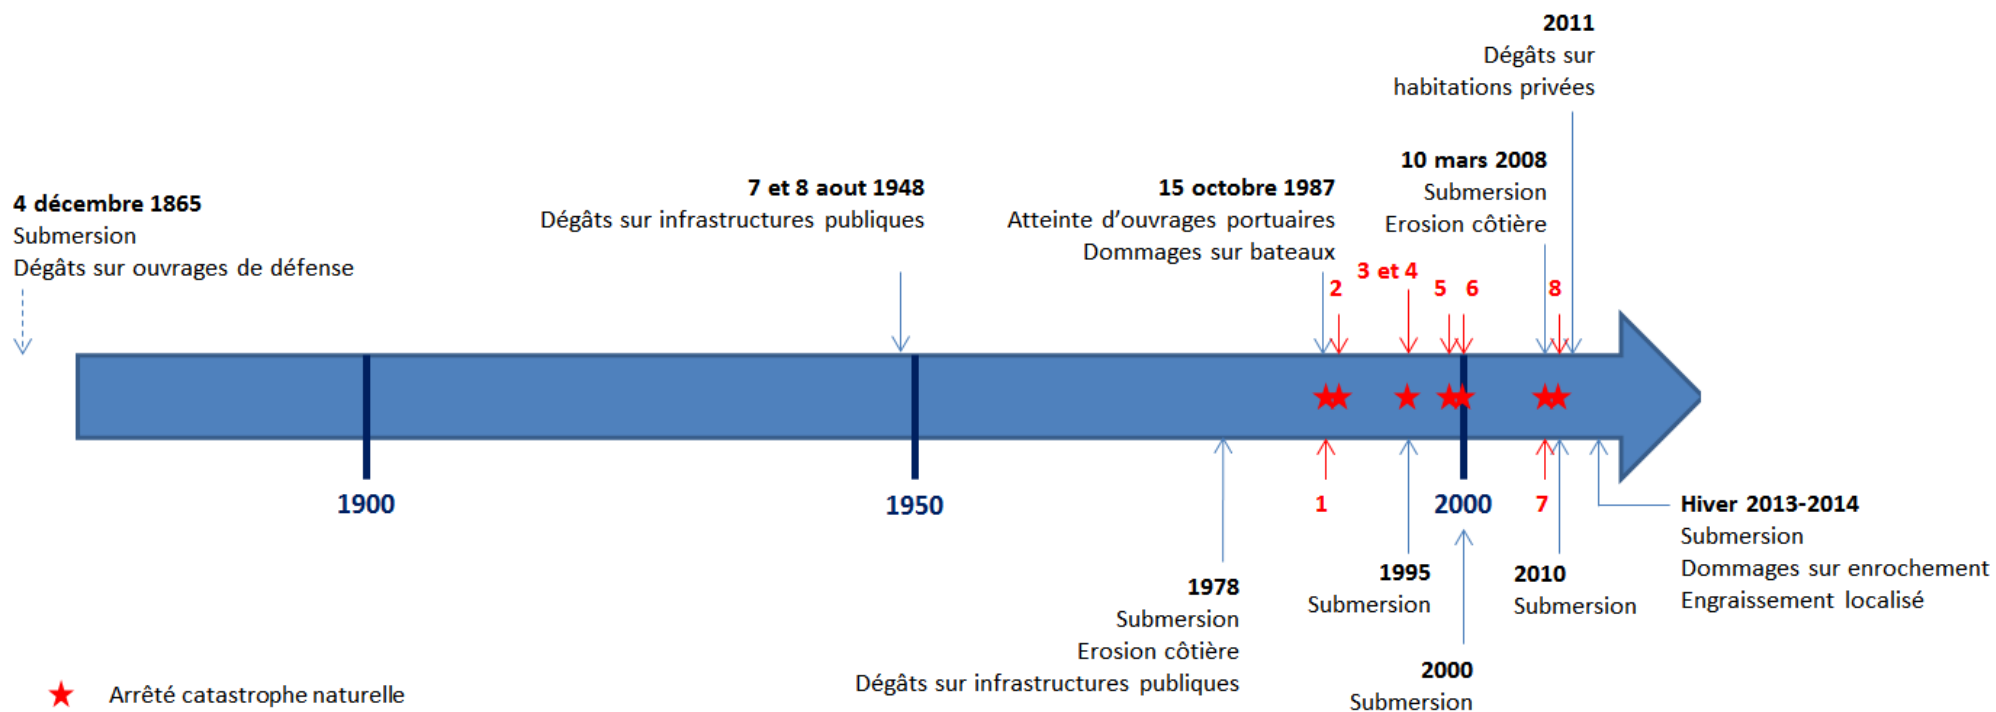 2011
Dégâts sur
habitations privées
10 mars 2008
Submersion
Erosion côtière
15 octobre 1987
Atteinte d’ouvrages portuaires
Dommages sur bateaux
7 et 8 aout 1948
Dégâts sur infrastructures publiques
4 décembre 1865
Submersion
Dégâts sur ouvrages de défense
2
3 et 4
5
6
8
1900
1950
1
2000
7
Hiver 2013-2014
Submersion
Dommages sur enrochement
Engraissement localisé
1978
Submersion
Erosion côtière
Dégâts sur infrastructures publiques
1995
Submersion
2010
Submersion
2000
Submersion
Arrêté catastrophe naturelle